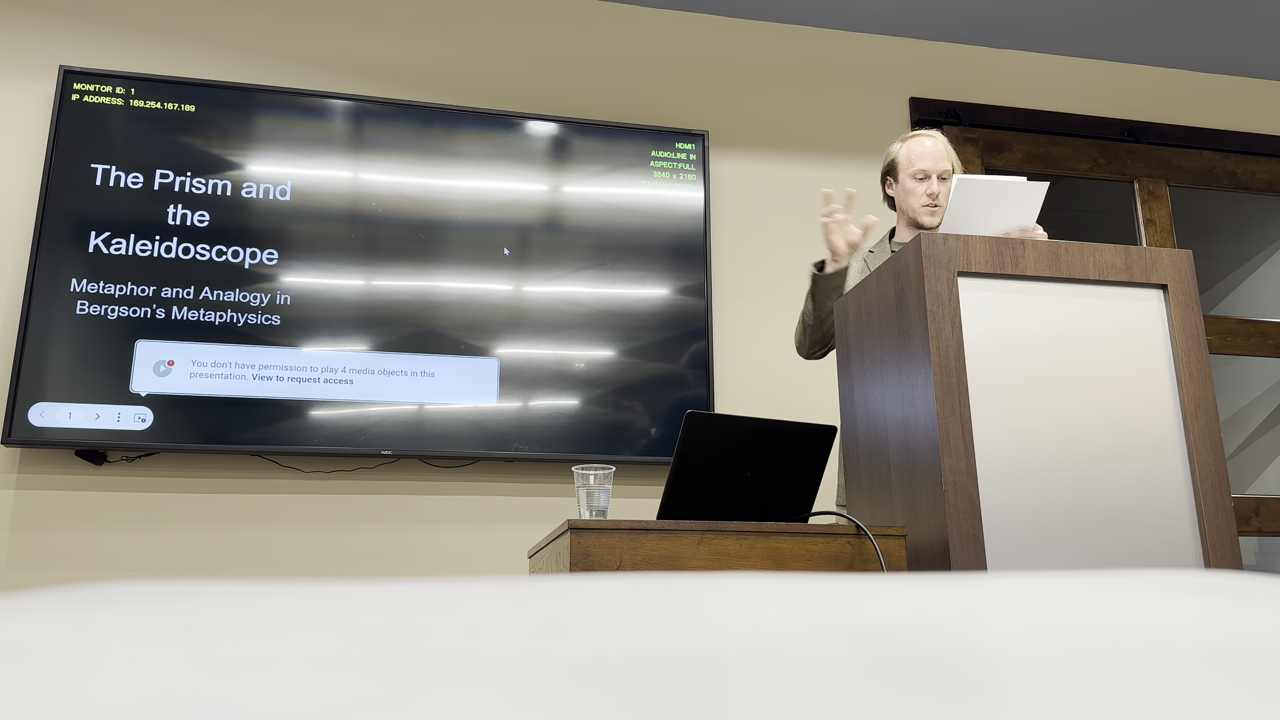 MONITOR ID: 1
IP ADDRESS: 169.254.167.189
HDMI1
AUDIO:LINE IN
ASPECT:FULL
3840 x 2160
The Prism and
the
Kaleidoscope
Metaphor and Analogy in
Bergson's Metaphysics
You don't have permission to play 4 media objects in this
presentation. View to request access
1
NEC